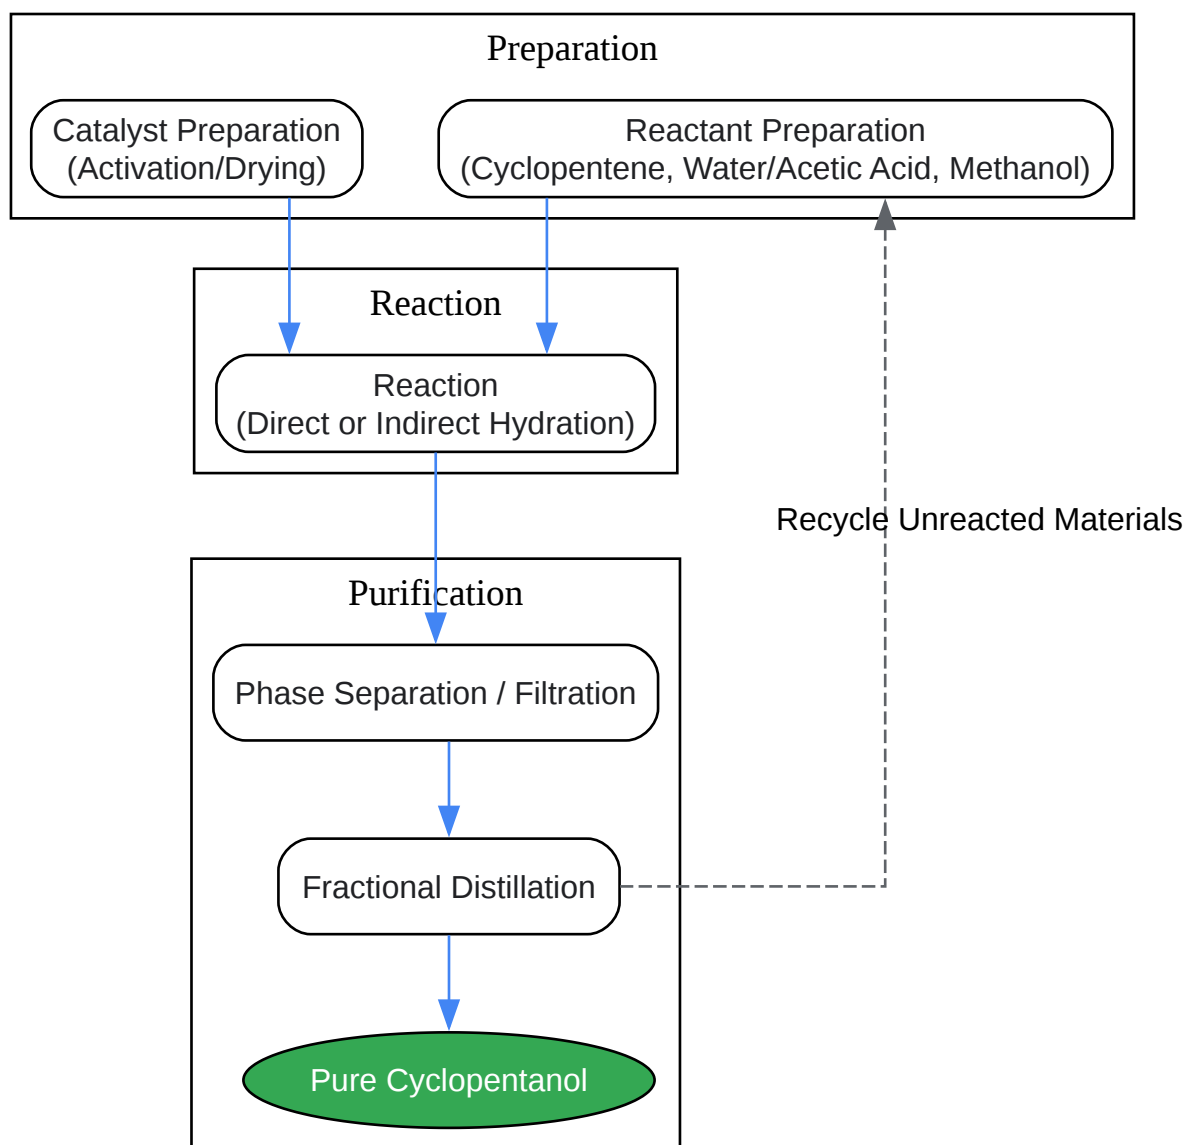 Preparation
Catalyst Preparation
(Activation/Drying)
Reactant Preparation
(Cyclopentene, Water/Acetic Acid, Methanol)
Reaction
Reaction
(Direct or Indirect Hydration)
Recycle Unreacted Materials
Purification
Phase Separation / Filtration
Fractional Distillation
Pure Cyclopentanol